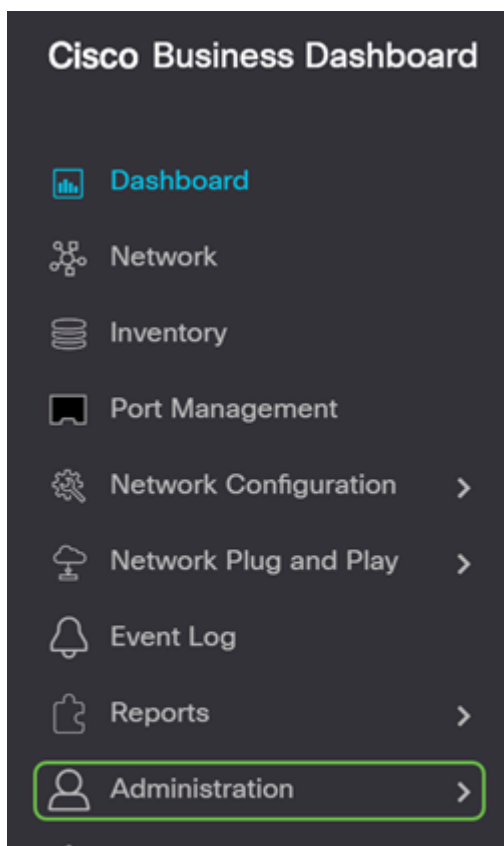 Cisco Business Dashboard
Dashboard
Network
Inventory
Port Management
Network Configuration
Network Plug and Play
Event Log
Reports
Administration